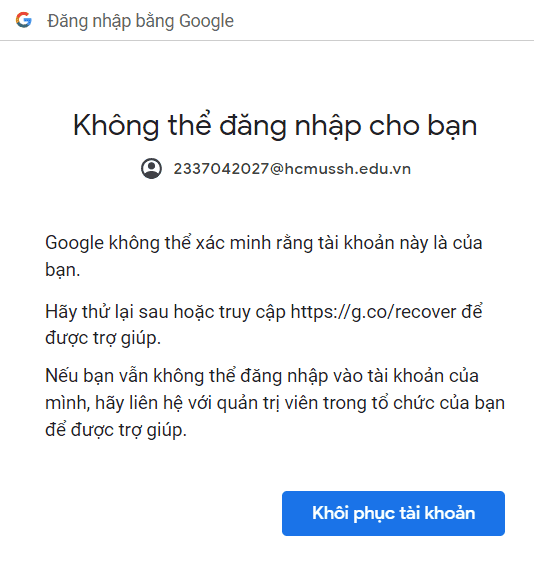 Đăng nhập bằng Google
Không thể đăng nhập cho bạn
2337042027@hcmussh.edu.vn
Google không thể xác minh rằng tài khoản này là của
bạn.
Hãy thử lại sau hoặc truy cập https://g.co/recover để
được trợ giúp.
Nếu bạn vẫn không thể đăng nhập vào tài khoản của
mình, hãy liên hệ với quản trị viên trong tổ chức của bạn
để được trợ giúp.
Khôi phục tài khoản